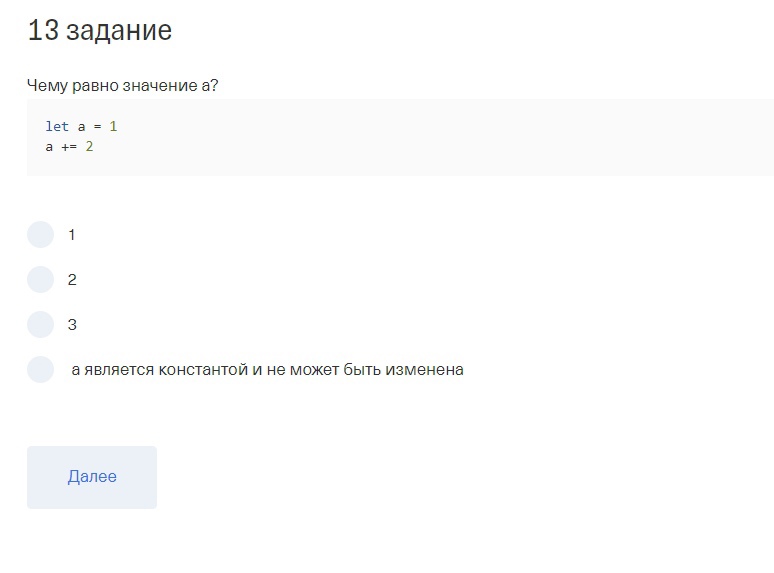 13 задание
Чему равно значение a?
let a = 1
a += 2
1
2
3
a является константой и не может быть изменена
Далее